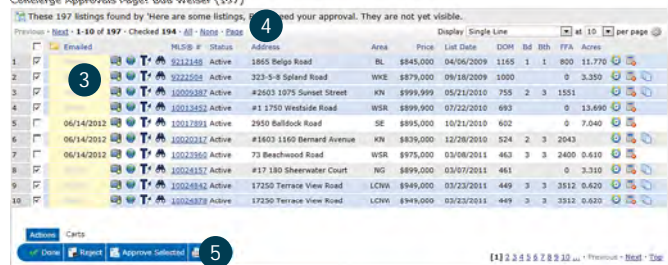 Concierge Approvals Page: Bud Weiser (197)
These 197 listings found by 'Here are some listings, B ned your approval. They are not yet visible.
Previous · Next · 1-10 of 197 · Checked 194 · All · None · Page 4 Display Single Line at 10 per page
Emailed MLS® # Status Address Area Price List Date DOM Bd Bth FFA Acres
1 9212148 Active 1865 Belgo Road BL $845,000 04/06/2009 1165 1 1 800 11.770
2 9222504 Active 323-5-8 Spland Road WKE $879,000 09/18/2009 1000 0 3.350
3
3 10009387 Active #2603 1075 Sunset Street KN $999,999 05/21/2010 755 2 3 1551
4 10013452 Active #1 1750 Westside Road WSR $899,900 07/22/2010 693 0 13.690
5 06/14/2012 10017891 Active 2950 Balldock Road SE $895,000 10/21/2010 602 0 7.040
6 06/14/2012 10020317 Active #1603 1160 Bernard Avenue KN $839,000 12/28/2010 524 2 3 2043
7 06/14/2012 10023960 Active 73 Beachwood Road WSR $975,000 03/08/2011 463 3 3 2400 0.610
8 10024157 Active #17 180 Sheerwater Court NG $899,000 03/07/2011 461 0 3.310
9 10024842 Active 17250 Terrace View Road LCNW $949,000 03/23/2011 449 3 3 3512 0.620
10 10024878 Active 17250 Terrace View Road LCNW $949,000 03/23/2011 449 3 3 3512 0.620
Actions Carts
Done Reject Approve Selected 5
[1] 2 3 4 5 6 7 8 9 10 ... · Previous · Next · Top